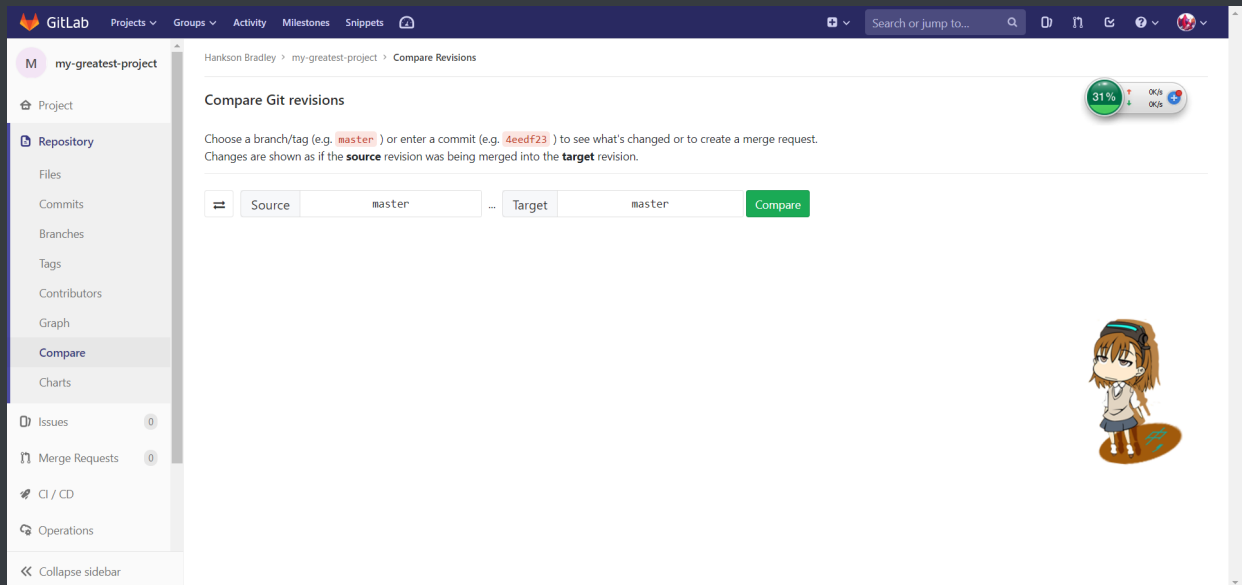 GitLab Projects Groups Activity Milestones Snippets Search or jump to...
M my-greatest-project
Project
Repository
Files
Commits
Branches
Tags
Contributors
Graph
Compare
Charts
Issues 0
Merge Requests 0
CI / CD
Operations
Collapse sidebar
Hankson Bradley > my-greatest-project > Compare Revisions
Compare Git revisions
Choose a branch/tag (e.g. master ) or enter a commit (e.g. 4eedf23 ) to see what's changed or to create a merge request.
Changes are shown as if the source revision was being merged into the target revision.
Source master ... Target master Compare
31% 0K/s
0K/s